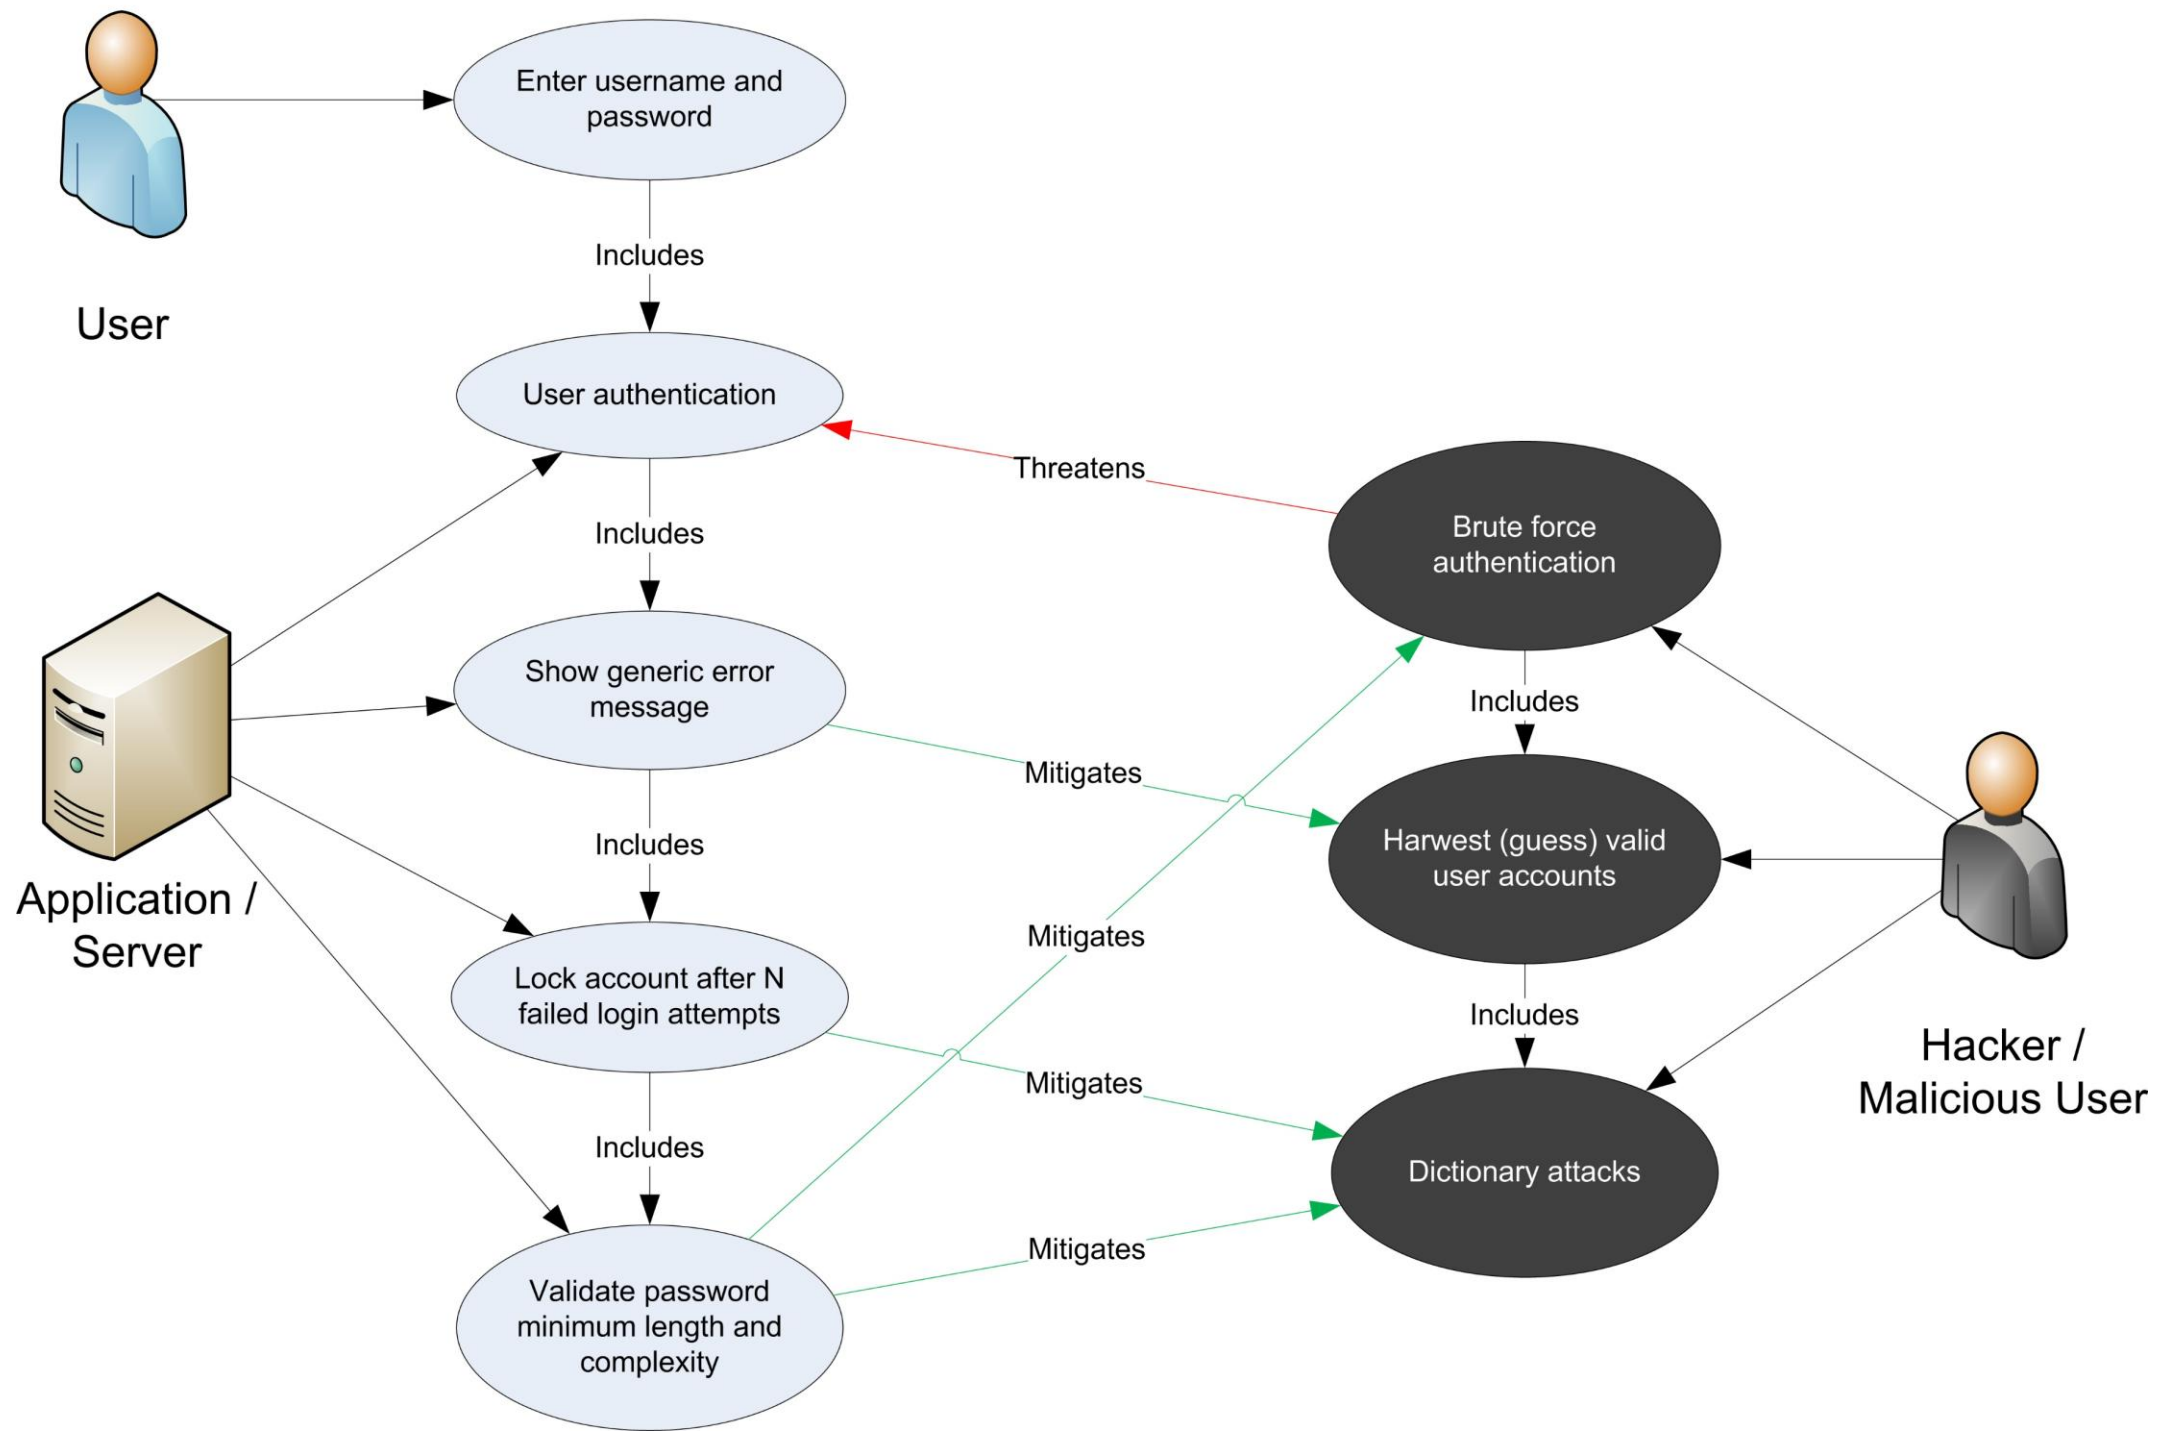 Enter username and
password
Includes
User
User authentication
Threatens
Includes
Brute force
authentication
Show generic error
message
Includes
Mitigates
Includes
Harwest (guess) valid
user accounts
Application /
Server
Mitigates
Lock account after N
failed login attempts
Includes
Hacker /
Malicious User
Mitigates
Includes
Dictionary attacks
Mitigates
Validate password
minimum length and
complexity